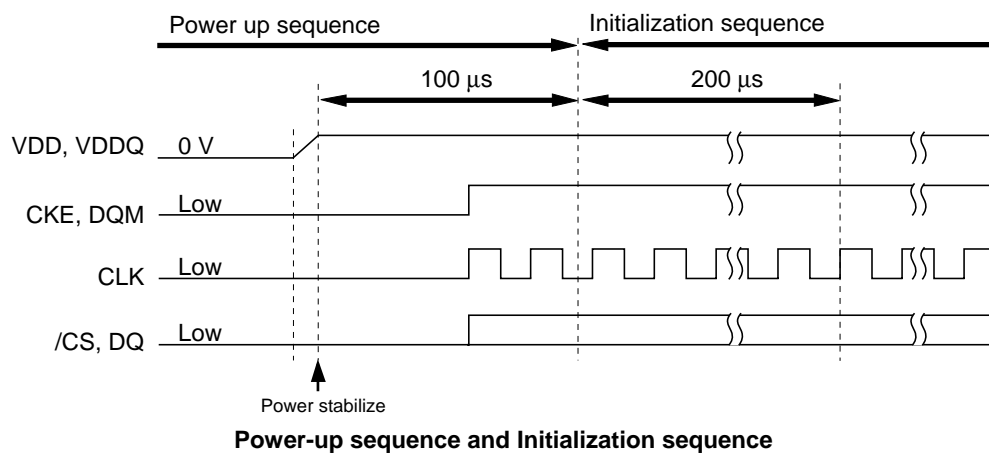 Power up sequence
Initialization sequence
100 μs
200 μs
VDD, VDDQ
0 V
CKE, DQM
Low
CLK
Low
/CS, DQ
Low
Power stabilize
Power-up sequence and Initialization sequence